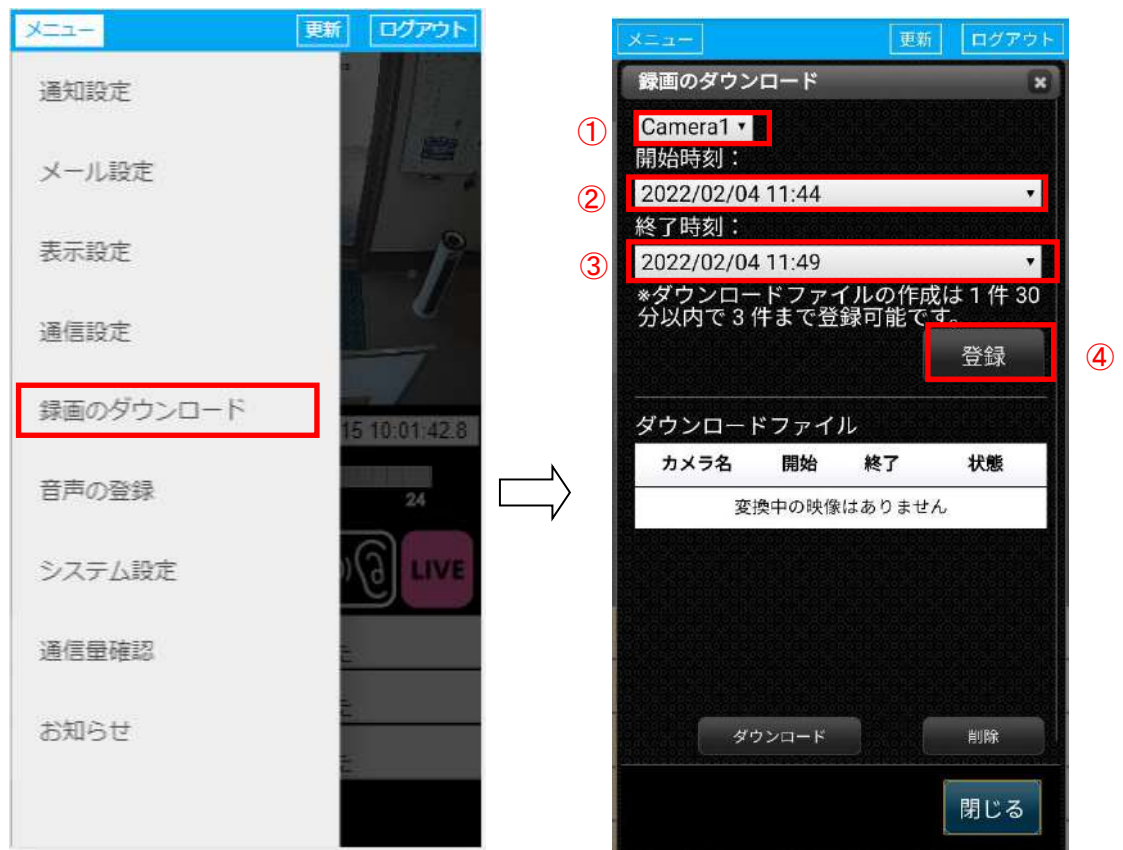 メニュー
更新
ログアウト
通知設定
メール設定
表示設定
通信設定
録画のダウンロード
音声の登録
システム設定
通信量確認
お知らせ
15 10:01:42.8
24
LIVE
メニュー
更新
ログアウト
録画のダウンロード
①
Camera1
開始時刻：
②
2022/02/04 11:44
終了時刻：
③
2022/02/04 11:49
※ダウンロードファイルの作成は1件30
分以内で3件まで登録可能です。
登録
④
ダウンロードファイル
カメラ名 開始 終了 状態
変換中の映像はありません
ダウンロード
削除
閉じる